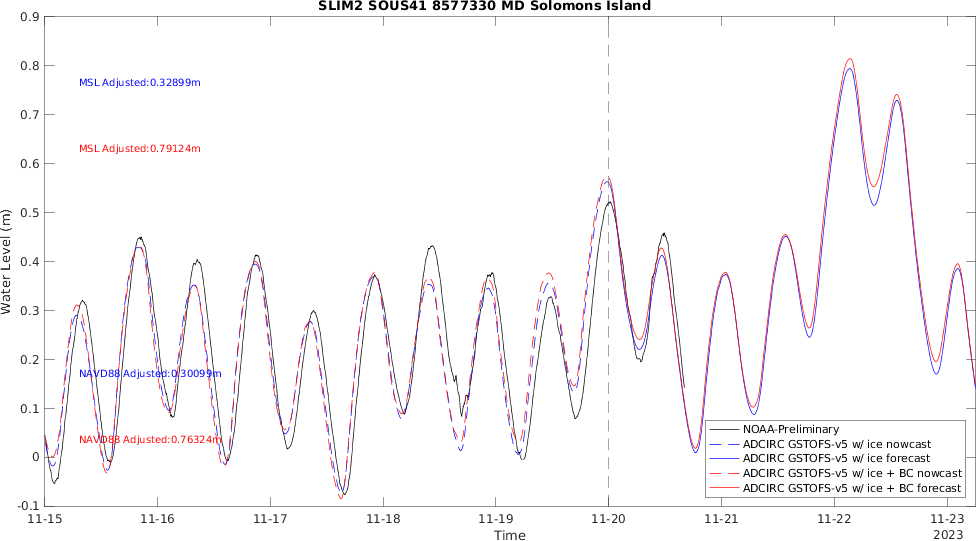 SLIM2 SOUS41 8577330 MD Solomons Island
0.9
0.8
0.7
0.6
0.5
0.4
0.3
0.2
0.1
0
-0.1
Water Level (m)
MSL Adjusted:0.32899m
MSL Adjusted:0.79124m
NAVD88 Adjusted:0.30099m
NAVD88 Adjusted:0.76324m
NOAA-Preliminary
ADCIRC GSTOFS-v5 w/ ice nowcast
ADCIRC GSTOFS-v5 w/ ice forecast
ADCIRC GSTOFS-v5 w/ ice + BC nowcast
ADCIRC GSTOFS-v5 w/ ice + BC forecast
11-15 11-16 11-17 11-18 11-19 11-20 11-21 11-22 11-23
Time
2023